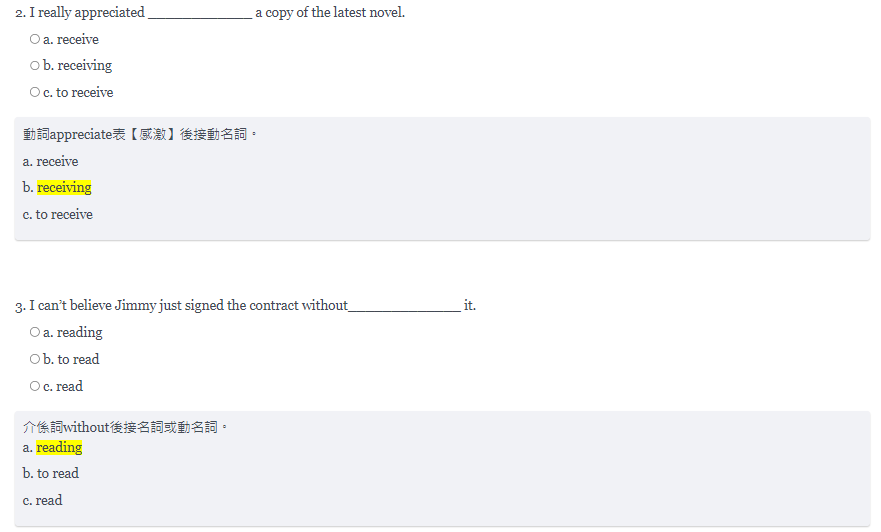 2. I really appreciated _______________ a copy of the latest novel.
a. receive
b. receiving
c. to receive
動詞appreciate表【感激】後接動名詞。
a. receive
b. receiving
c. to receive
3. I can’t believe Jimmy just signed the contract without________________ it.
a. reading
b. to read
c. read
介係詞without後接名詞或動名詞。
a. reading
b. to read
c. read